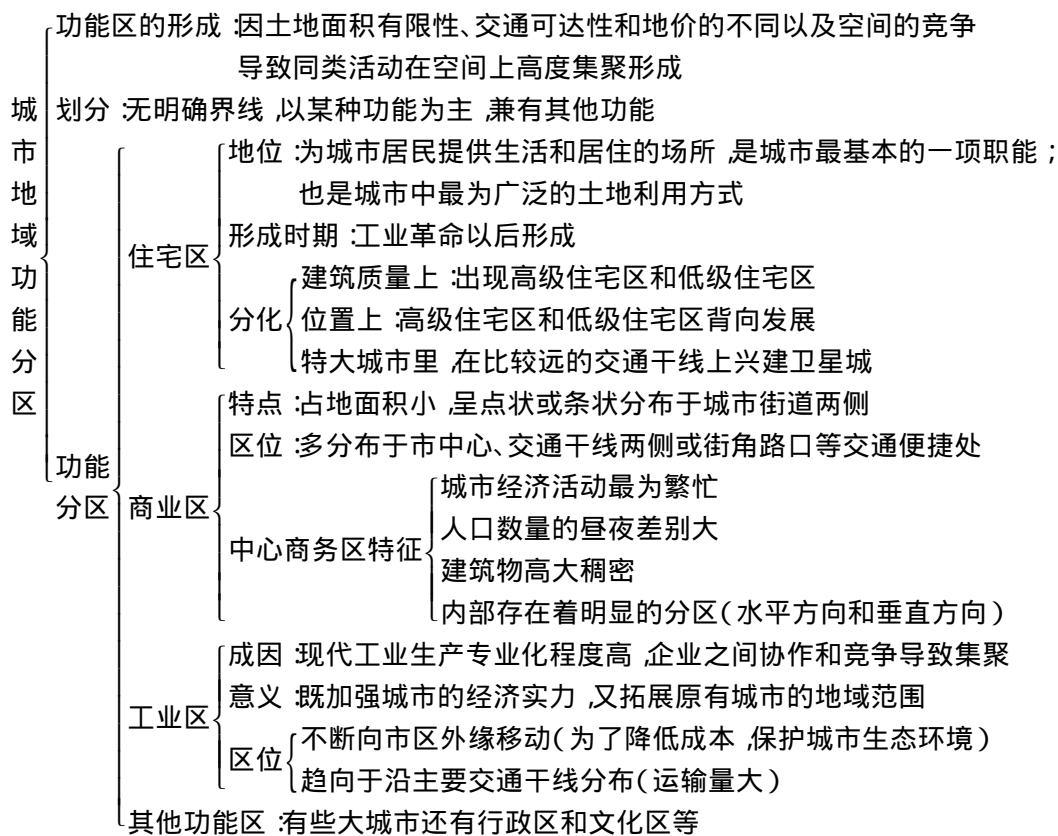 功能区的形成:因土地面积有限性、交通可达性和地价的不同以及空间的竞争
导致同类活动在空间上高度集聚形成
城市地域功能分区
划分:无明确界线,以某种功能为主,兼有其他功能
地位:为城市居民提供生活和居住的场所,是城市最基本的一项职能;
也是城市中最为广泛的土地利用方式
住宅区
形成时期:工业革命以后形成
分化
建筑质量上:出现高级住宅区和低级住宅区
位置上:高级住宅区和低级住宅区背向发展
特大城市里,在比较远的交通干线上兴建卫星城
功能
分区
商业区
特点:占地面积小,呈点状或条状分布于城市街道两侧
区位:多分布于市中心、交通干线两侧或街角路口等交通便捷处
中心商务区特征
城市经济活动最为繁忙
人口数量的昼夜差别大
建筑物高大稠密
内部存在着明显的分区(水平方向和垂直方向)
工业区
成因:现代工业生产专业化程度高,企业之间协作和竞争导致集聚
意义:既加强城市的经济实力,又拓展原有城市的地域范围
区位
不断向市区外缘移动(为了降低成本,保护城市生态环境)
趋向于沿主要交通干线分布(运输量大)
其他功能区:有些大城市还有行政区和文化区等